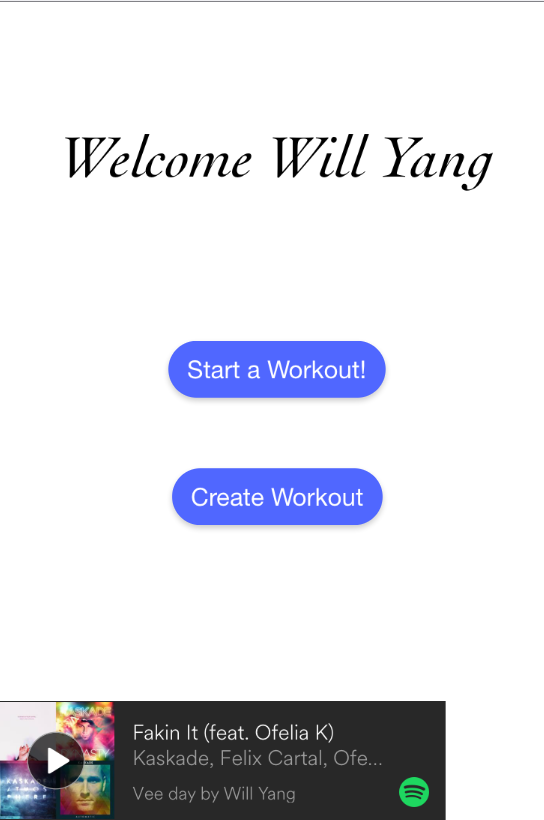 Welcome Will Yang
Start a Workout!
Create Workout
KASKADE
Fakin It (feat. Ofelia K)
Kaskade, Felix Cartal, Ofe...
Vee day by Will Yang